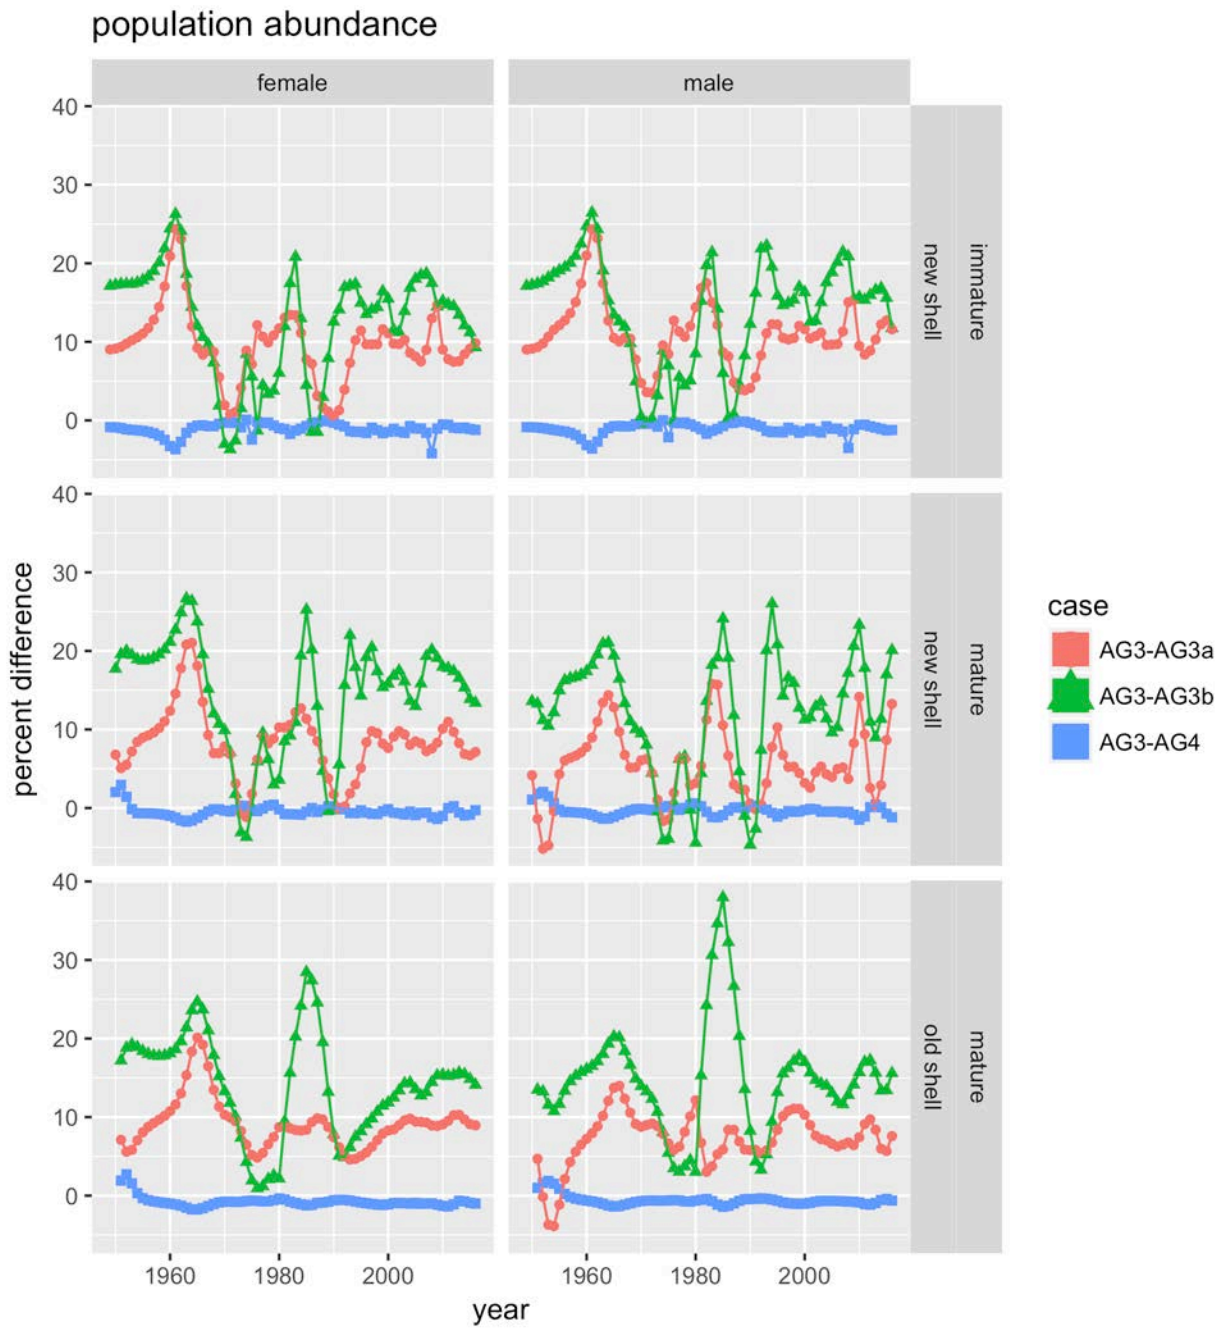 population abundance
female
male
40
30
20
10
0
new shell
immature
40
30
20
10
0
new shell
mature
40
30
20
10
0
old shell
mature
percent difference
1960
1980
2000
1960
1980
2000
year
case
AG3-AG3a
AG3-AG3b
AG3-AG4